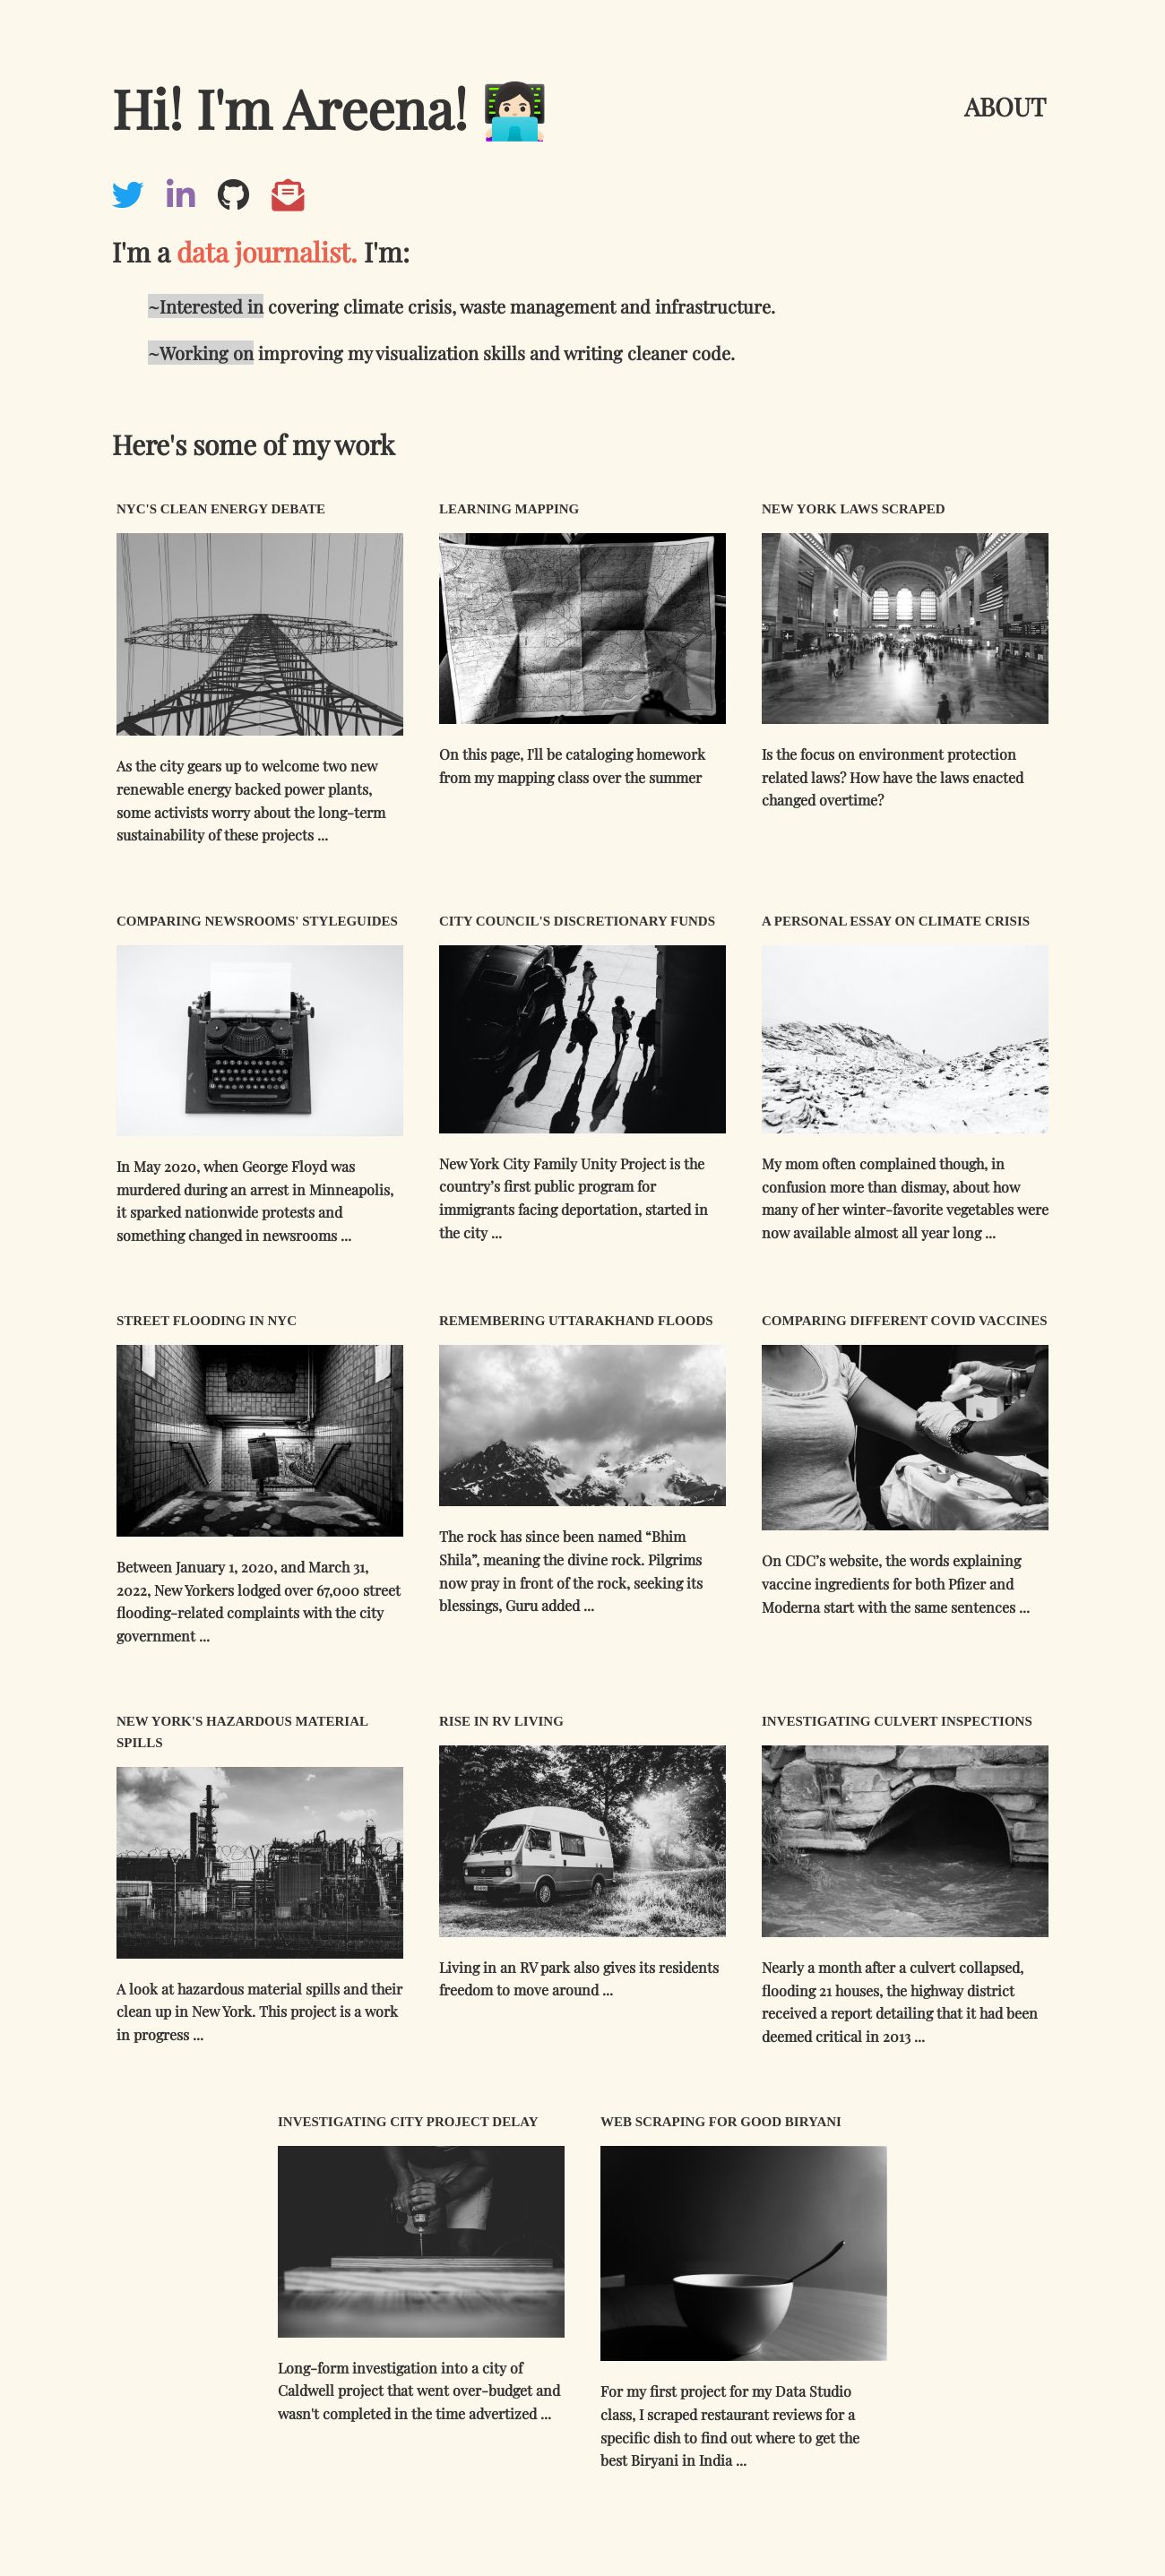 Hi! I'm Areena!
ABOUT
in
I'm a data journalist. I'm:
~Interested in covering climate crisis, waste management and infrastructure.
~Working on improving my visualization skills and writing cleaner code.
Here's some of my work
NYC'S CLEAN ENERGY DEBATE
As the city gears up to welcome two new
renewable energy backed power plants,
some activists worry about the long-term
sustainability of these projects ...
LEARNING MAPPING
On this page, I'll be cataloging homework
from my mapping class over the summer
NEW YORK LAWS SCRAPED
Is the focus on environment protection
related laws? How have the laws enacted
changed overtime?
COMPARING NEWSROOMS' STYLEGUIDES
In May 2020, when George Floyd was
murdered during an arrest in Minneapolis,
it sparked nationwide protests and
something changed in newsrooms ...
CITY COUNCIL'S DISCRETIONARY FUNDS
New York City Family Unity Project is the
country’s first public program for
immigrants facing deportation, started in
the city ...
A PERSONAL ESSAY ON CLIMATE CRISIS
My mom often complained though, in
confusion more than dismay, about how
many of her winter-favorite vegetables were
now available almost all year long ...
STREET FLOODING IN NYC
Between January 1, 2020, and March 31,
2022, New Yorkers lodged over 67,000 street
flooding-related complaints with the city
government ...
REMEMBERING UTTARAKHAND FLOODS
The rock has since been named “Bhim
Shila”, meaning the divine rock. Pilgrims
now pray in front of the rock, seeking its
blessings, Guru added ...
COMPARING DIFFERENT COVID VACCINES
On CDC’s website, the words explaining
vaccine ingredients for both Pfizer and
Moderna start with the same sentences ...
NEW YORK'S HAZARDOUS MATERIAL
SPILLS
A look at hazardous material spills and their
clean up in New York. This project is a work
in progress ...
RISE IN RV LIVING
Living in an RV park also gives its residents
freedom to move around ...
INVESTIGATING CULVERT INSPECTIONS
Nearly a month after a culvert collapsed,
flooding 21 houses, the highway district
received a report detailing that it had been
deemed critical in 2013 ...
INVESTIGATING CITY PROJECT DELAY
Long-form investigation into a city of
Caldwell project that went over-budget and
wasn't completed in the time advertized ...
WEB SCRAPING FOR GOOD BIRYANI
For my first project for my Data Studio
class, I scraped restaurant reviews for a
specific dish to find out where to get the
best Biryani in India ...